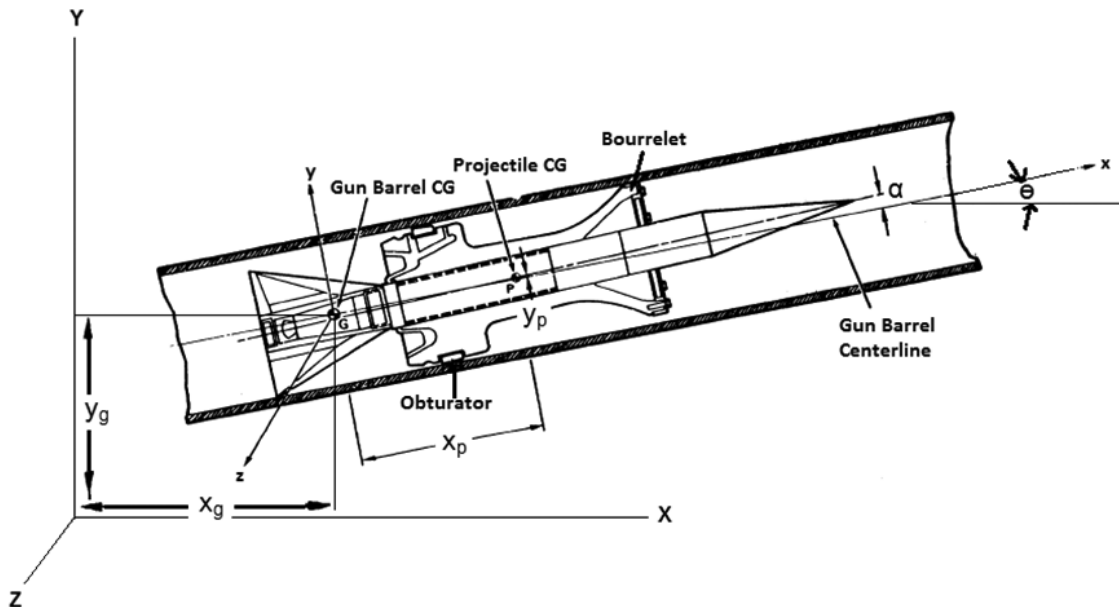 Y
Bourrelet
Projectile CG
y
Gun Barrel CG
x
α
Θ
P
G
yp
Gun Barrel
Centerline
Obturator
yg
xp
z
xg
X
Z